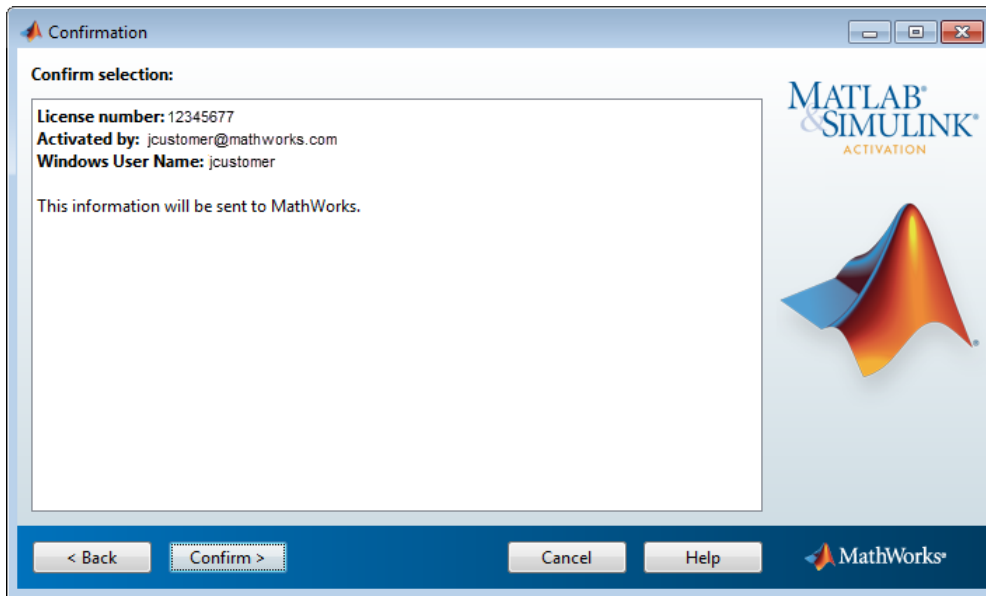 Confirmation
Confirm selection:
License number: 12345677
Activated by: jcustomer@mathworks.com
Windows User Name: jcustomer
This information will be sent to MathWorks.
MATLAB®
&SIMULINK®
ACTIVATION
®
< Back
Confirm >
Cancel
Help
MathWorks®